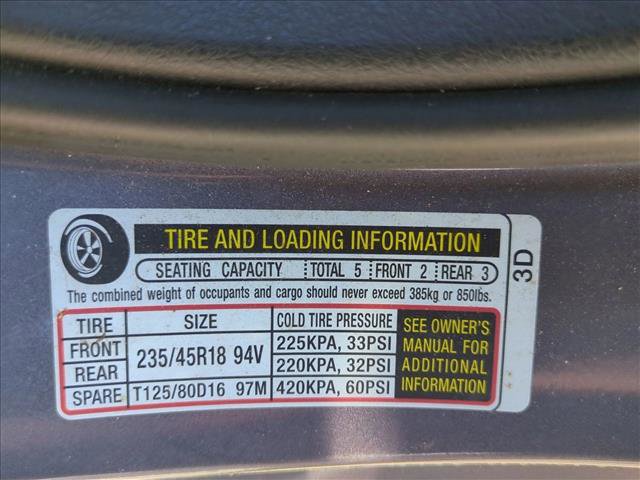 TIRE AND LOADING INFORMATION
SEATING CAPACITY TOTAL 5 FRONT 2 REAR 3
The combined weight of occupants and cargo should never exceed 385kg or 850lbs.
TIRE SIZE COLD TIRE PRESSURE
FRONT 235/45R18 94V 225KPA, 33PSI
REAR 220KPA, 32PSI
SPARE T125/80D16 97M 420KPA, 60PSI
SEE OWNER'S
MANUAL FOR
ADDITIONAL
INFORMATION
3D